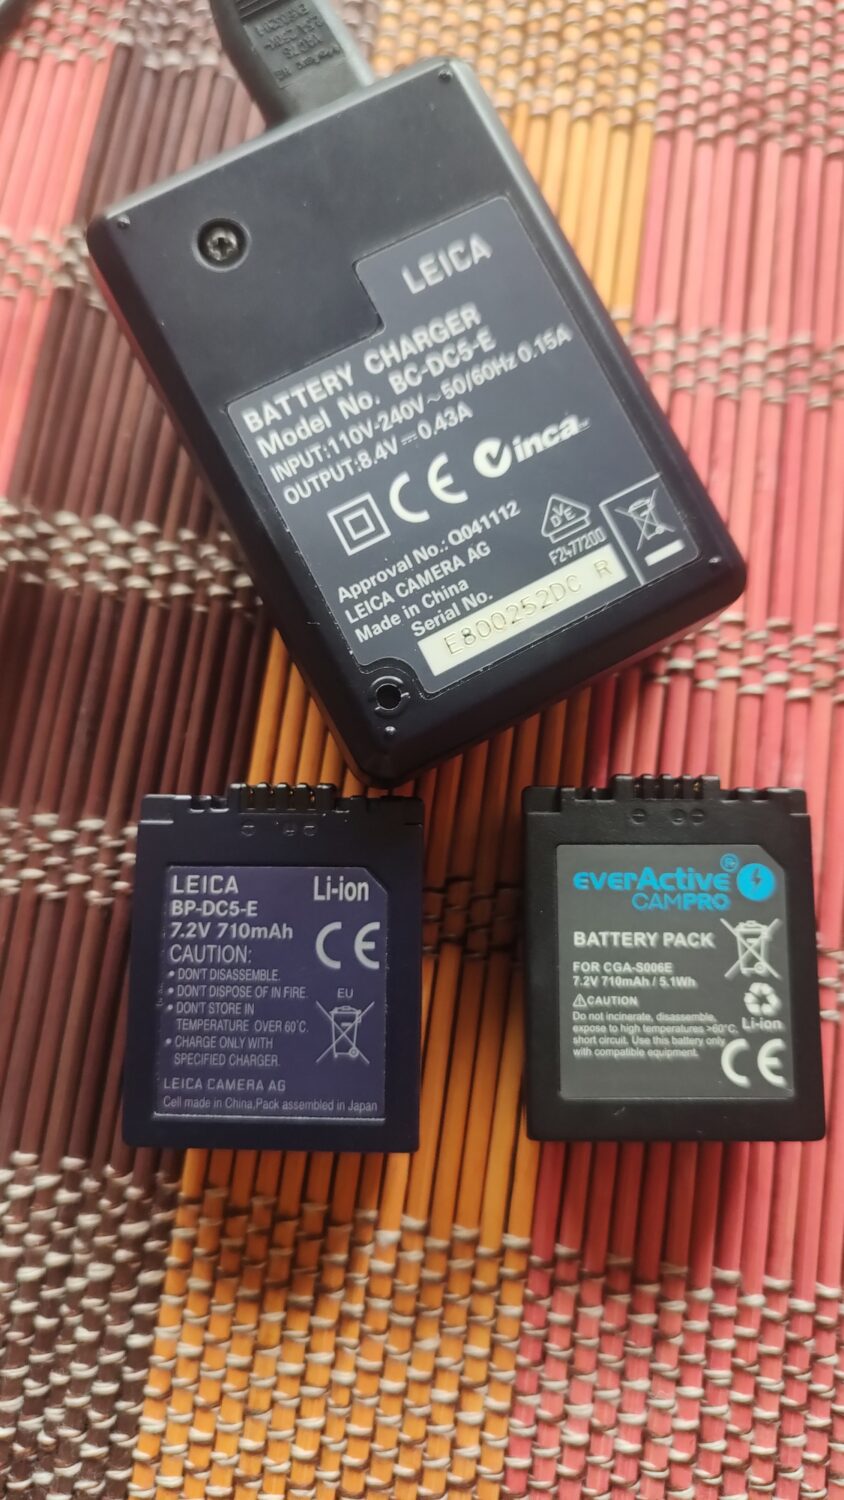 LEICA
BATTERY CHARGER
Model No. BC-DC5-E
INPUT:110V-240V~50/60Hz 0.15A
OUTPUT:8.4V⎓0.43A
CE
inca
Approval No.: Q041112
LEICA CAMERA AG
Made in China
Serial No.
DVE
F2477200
E800252DC R
LEICA
Li-ion
BP-DC5-E
7.2V 710mAh
CE
CAUTION:
• DON'T DISASSEMBLE.
• DON'T DISPOSE OF IN FIRE.
• DON'T STORE IN
TEMPERATURE OVER 60°C.
• CHARGE ONLY WITH
SPECIFIED CHARGER.
EU
LEICA CAMERA AG
Cell made in China,Pack assembled in Japan
everActive
CAMPRO
BATTERY PACK
FOR CGA-S006E
7.2V 710mAh / 5.1Wh
⚠CAUTION
Do not incinerate, disassemble,
expose to high temperatures >60°C,
short circuit. Use this battery only
with compatible equipment.
Li-ion
CE